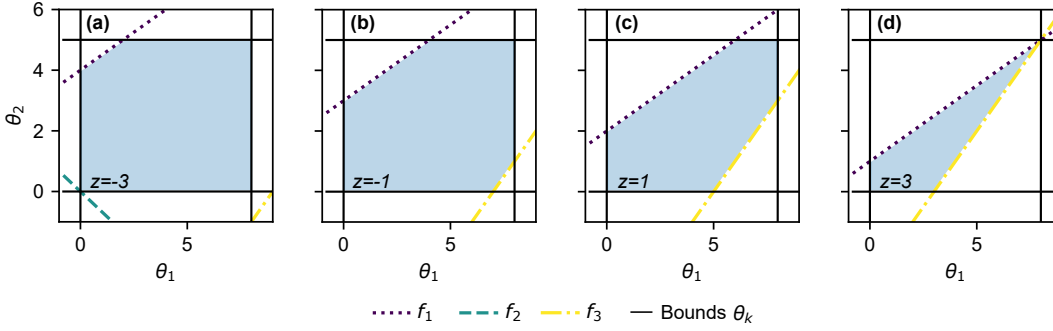 (a) (b) (c) (d)
6
4
2
0
θ₂
z=-3 z=-1 z=1 z=3
0 5 0 5 0 5 0 5
θ₁ θ₁ θ₁ θ₁
f₁ f₂ f₃ Bounds θₖ